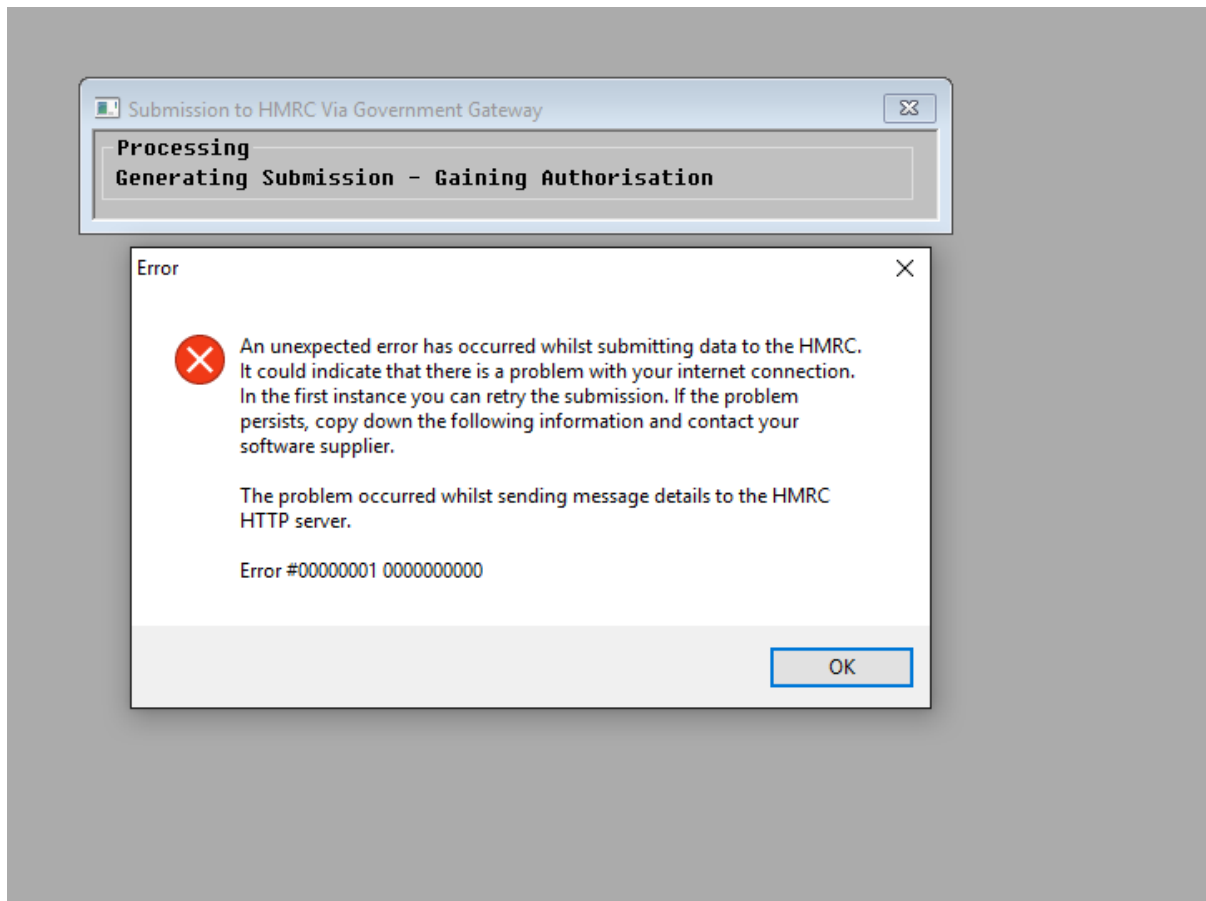 Submission to HMRC Via Government Gateway
Processing
Generating Submission - Gaining Authorisation
Error
An unexpected error has occurred whilst submitting data to the HMRC.
It could indicate that there is a problem with your internet connection.
In the first instance you can retry the submission. If the problem
persists, copy down the following information and contact your
software supplier.
The problem occurred whilst sending message details to the HMRC
HTTP server.
Error #00000001 0000000000
OK